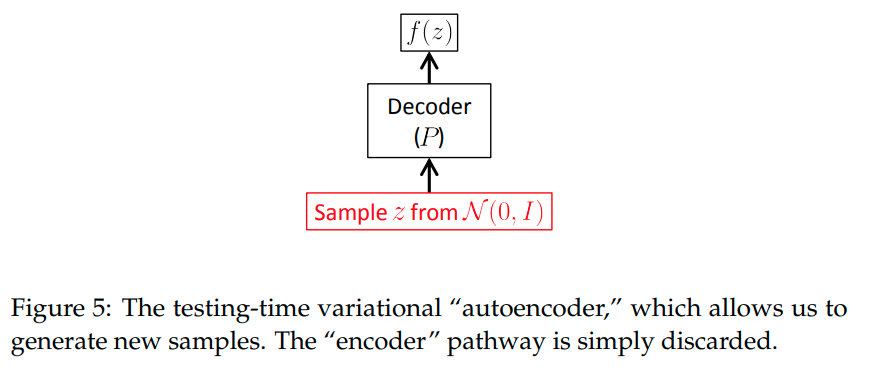 f(z)
Decoder
(P)
Sample z from 𝒩(0, I)
Figure 5: The testing-time variational “autoencoder,” which allows us to
generate new samples. The “encoder” pathway is simply discarded.